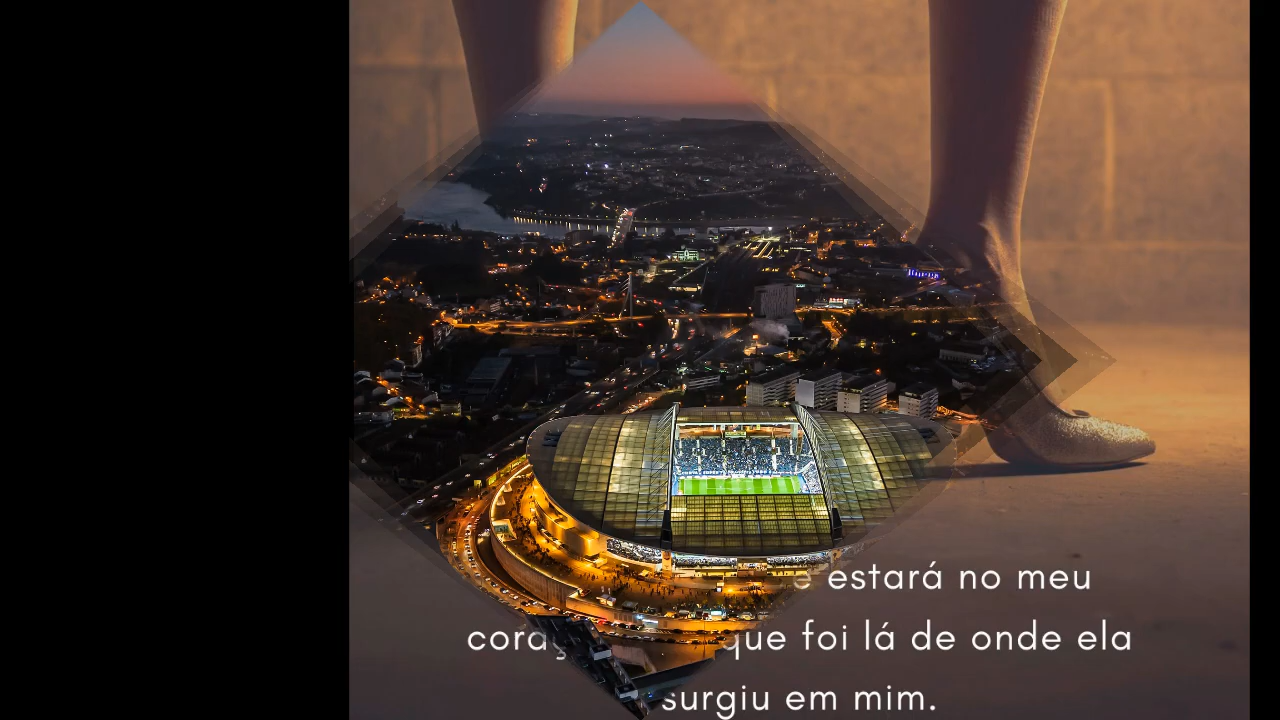 estará no meu
que foi lá de onde ela
surgiu em mim.